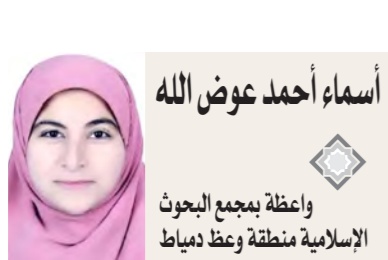 أسماء أحمد عوض الله
واعظة بمجمع البحوث
الإسلامية منطقة وعظ دمياط